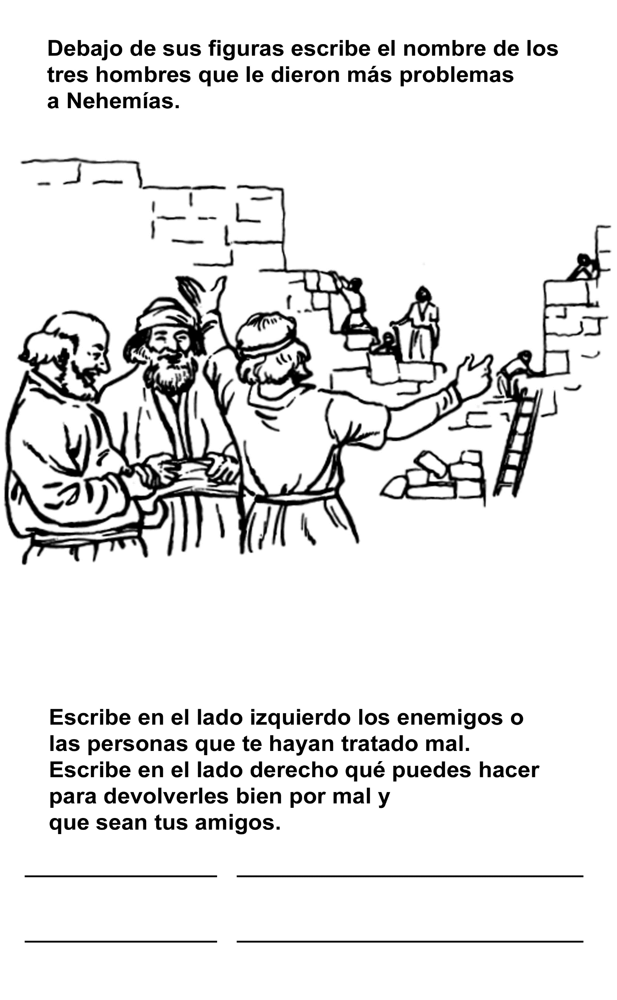 Debajo de sus figuras escribe el nombre de los
tres hombres que le dieron más problemas
a Nehemías.
Escribe en el lado izquierdo los enemigos o
las personas que te hayan tratado mal.
Escribe en el lado derecho qué puedes hacer
para devolverles bien por mal y
que sean tus amigos.